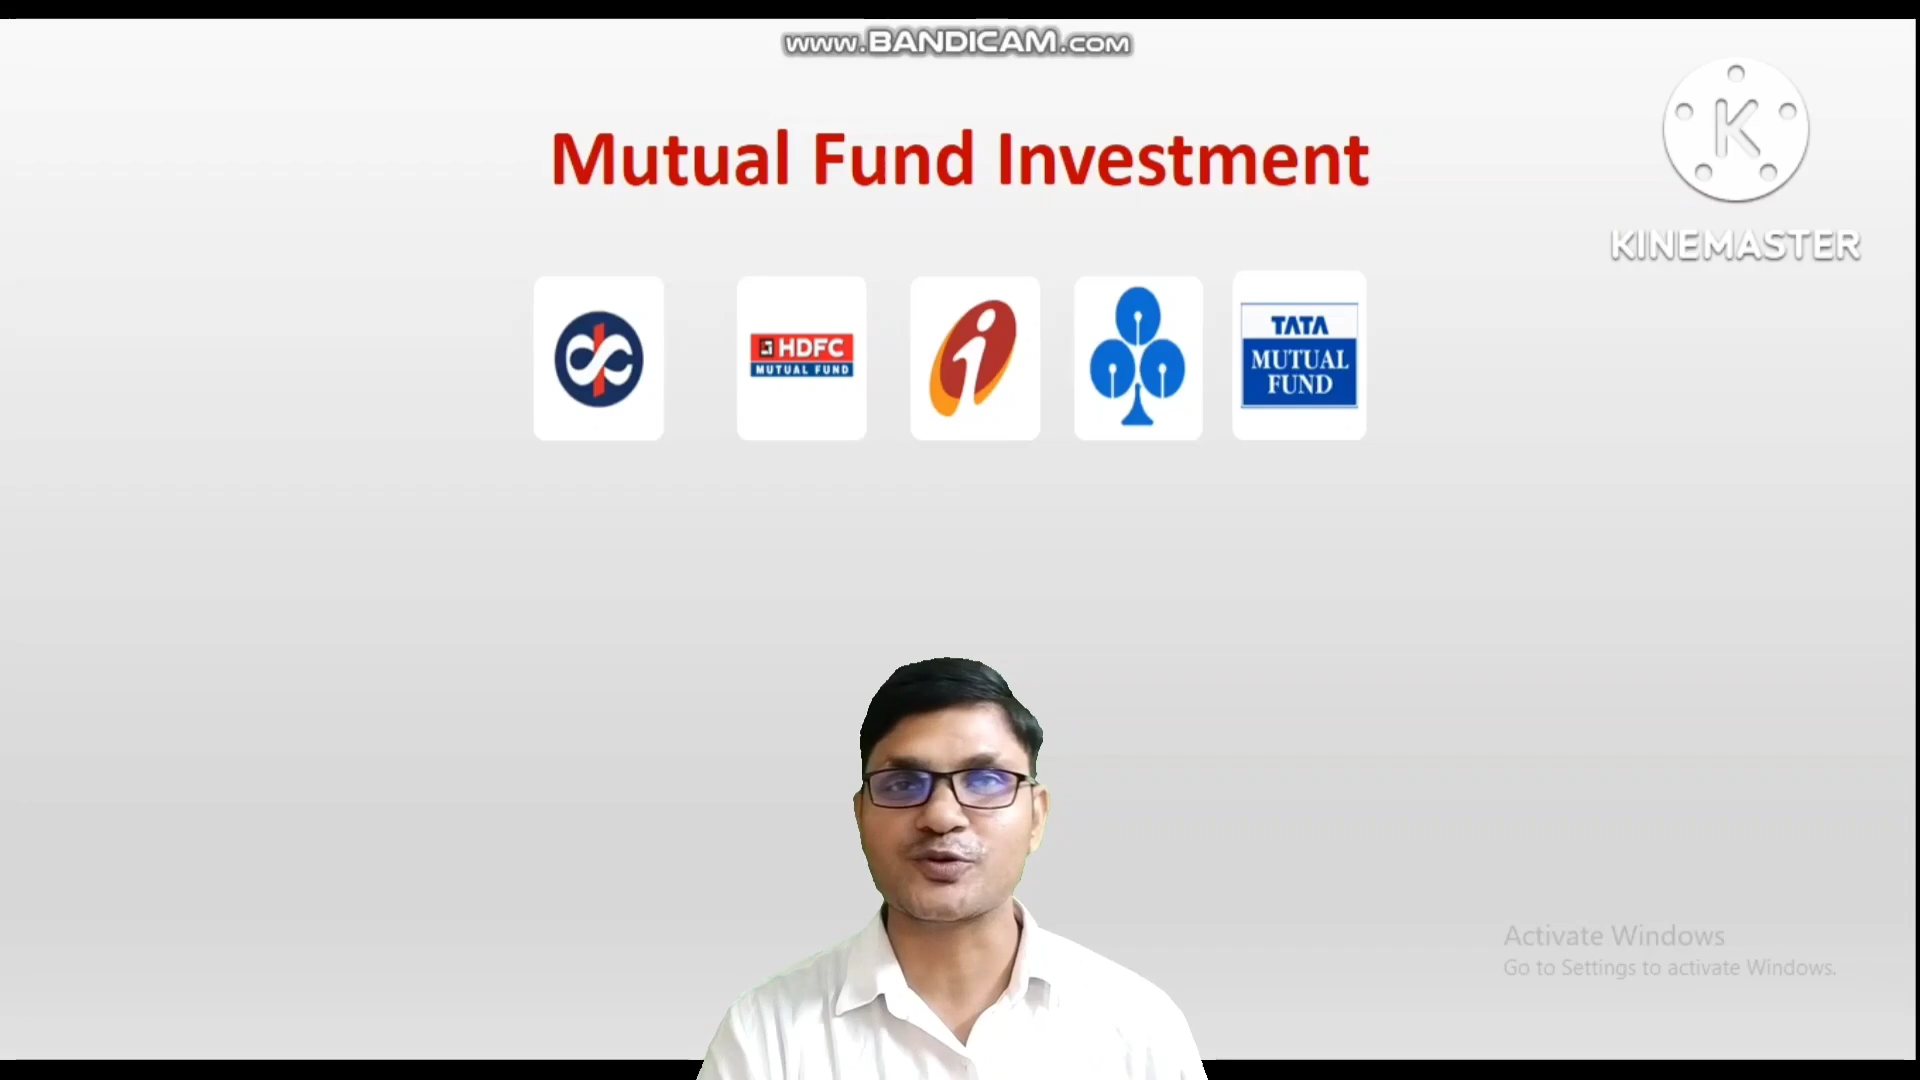 www.BANDICAM.com
Mutual Fund Investment
K
KINEMASTER
HDFC
MUTUAL FUND
i
TATA
MUTUAL
FUND
Activate Windows
Go to Settings to activate Windows.